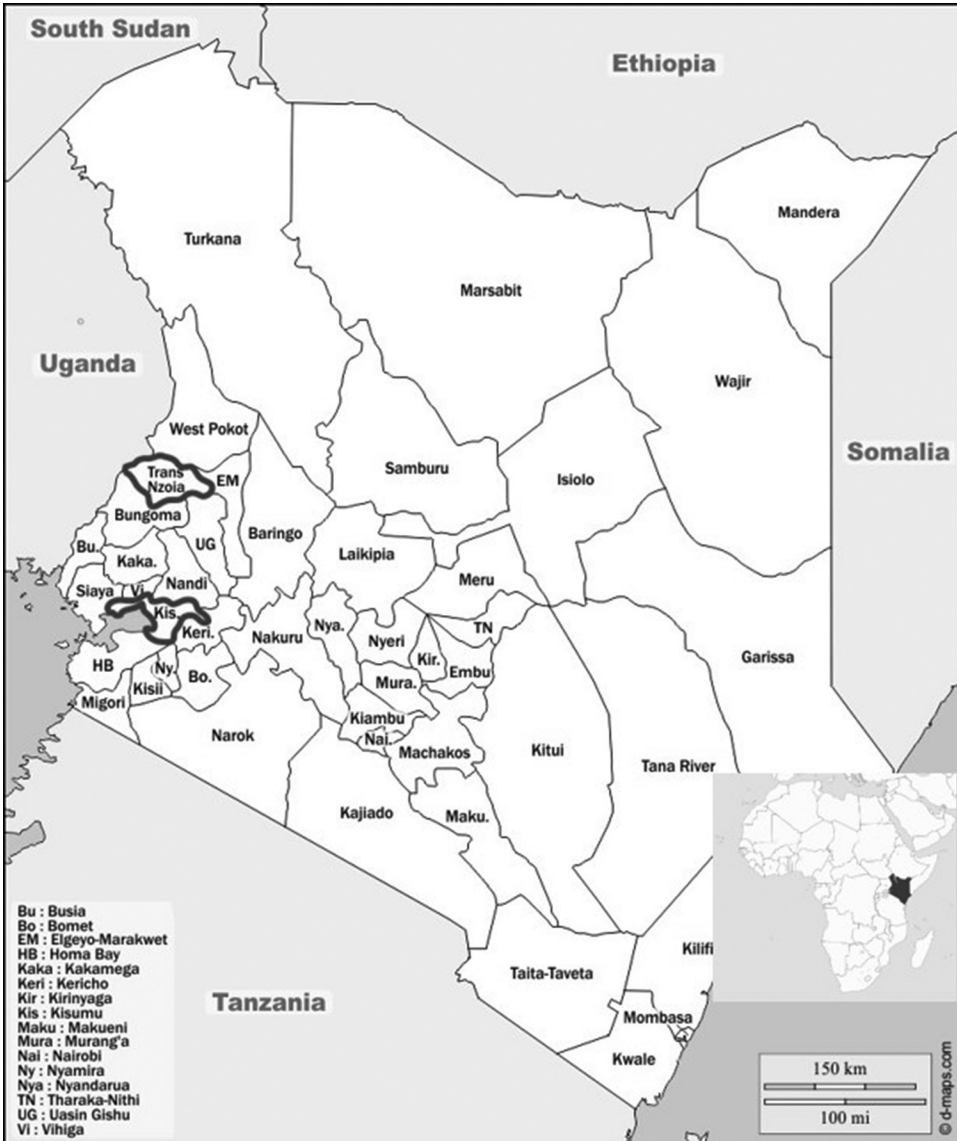 South Sudan
Ethiopia
Mandera
Turkana
Marsabit
Uganda
Wajir
West Pokot
Somalia
Samburu
Trans
Nzoia
EM
Isiolo
Bungoma
Baringo
UG
Bu.
Laikipia
Kaka.
Meru
Nandi
Siaya
Vi.
Kis.
Nya.
TN
Keri.
Nakuru
Nyeri
Garissa
HB
Ny.
Kir.
Embu
Bo.
Mura.
Kisii
Migori
Kiambu
Narok
Nai.
Machakos
Kitui
Tana River
Kajiado
Maku.
Bu : Busia
Bo : Bomet
EM : Elgeyo-Marakwet
HB : Homa Bay
Kaka : Kakamega
Keri : Kericho
Kir : Kirinyaga
Kis : Kisumu
Maku : Makueni
Mura : Murang'a
Nai : Nairobi
Ny : Nyamira
Nya : Nyandarua
TN : Tharaka-Nithi
UG : Uasin Gishu
Vi : Vihiga
Kilifi
Taita-Taveta
Tanzania
Mombasa
Kwale
150 km
100 mi
© d-maps.com